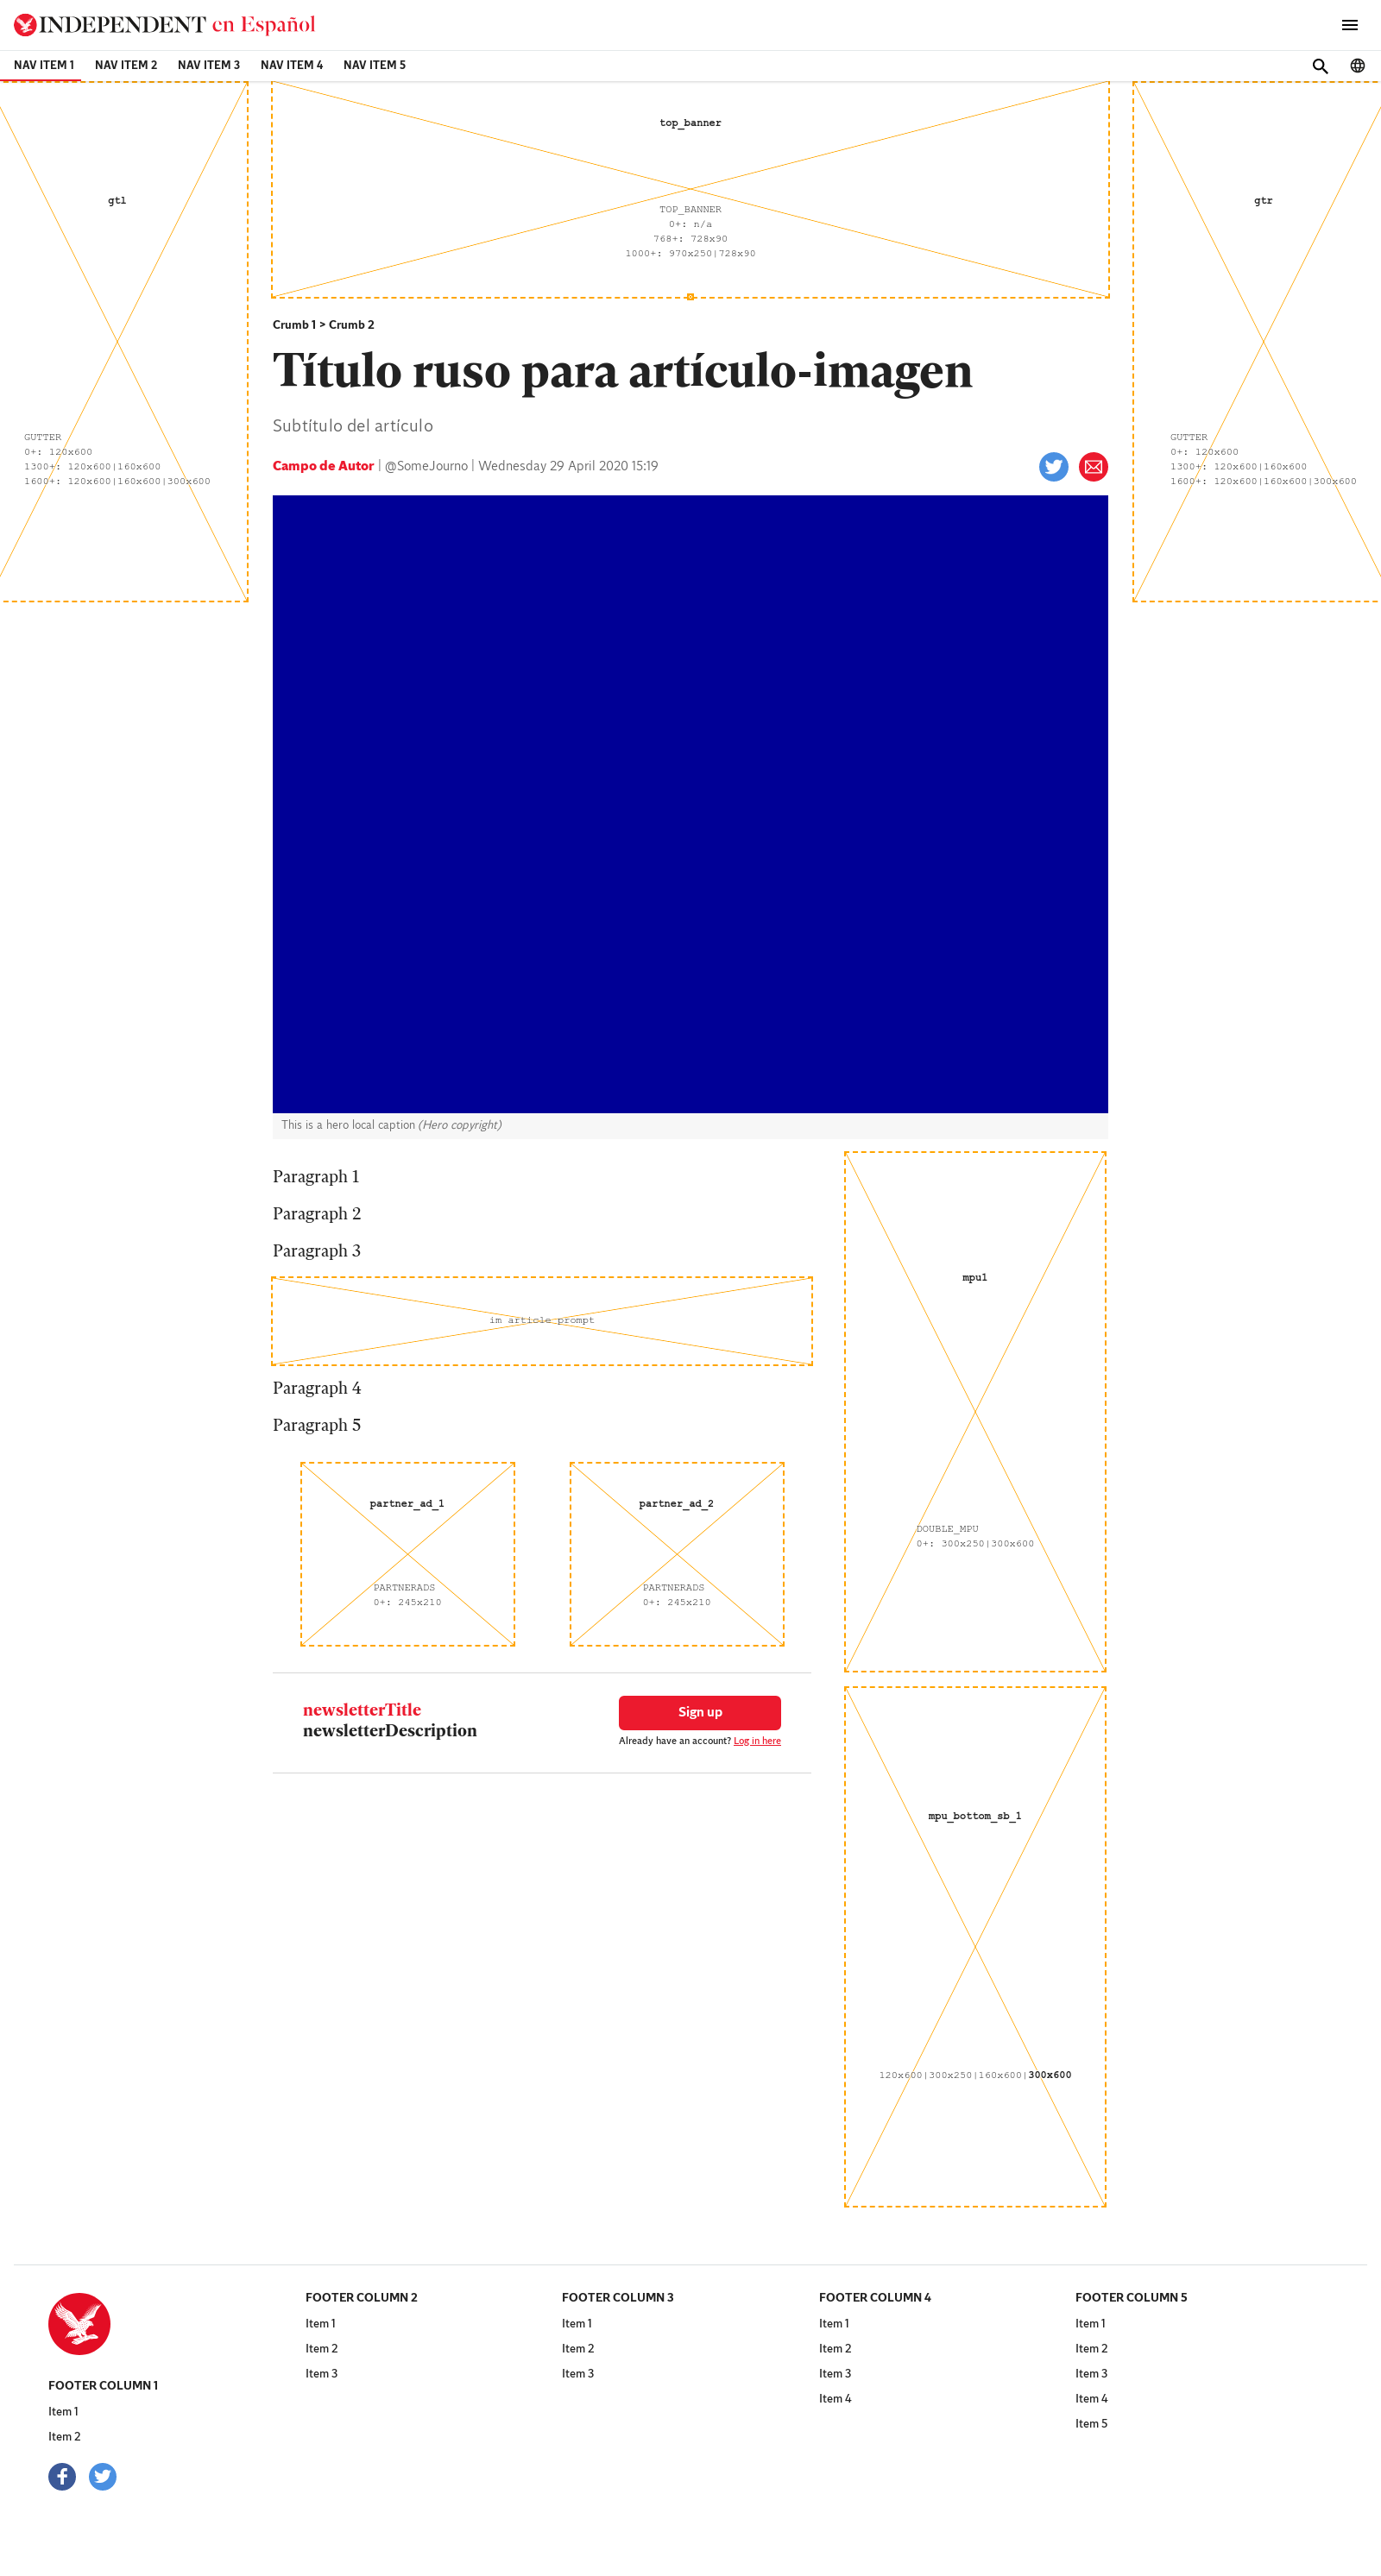 INDEPENDENT en Español
NAV ITEM 1 NAV ITEM 2 NAV ITEM 3 NAV ITEM 4 NAV ITEM 5
top_banner
TOP_BANNER
0+: n/a
768+: 728x90
1000+: 970x250|728x90
gtl
GUTTER
0+: 120x600
1300+: 120x600|160x600
1600+: 120x600|160x600|300x600
gtr
GUTTER
0+: 120x600
1300+: 120x600|160x600
1600+: 120x600|160x600|300x600
Crumb 1 > Crumb 2
Título ruso para artículo-imagen
Subtítulo del artículo
Campo de Autor | @SomeJourno | Wednesday 29 April 2020 15:19
This is a hero local caption (Hero copyright)
Paragraph 1
Paragraph 2
Paragraph 3
im article prompt
Paragraph 4
Paragraph 5
partner_ad_1
PARTNERADS
0+: 245x210
partner_ad_2
PARTNERADS
0+: 245x210
newsletterTitle
newsletterDescription
Sign up
Already have an account? Log in here
mpu1
DOUBLE_MPU
0+: 300x250|300x600
mpu_bottom_sb_1
120x600|300x250|160x600|300x600
FOOTER COLUMN 1
Item 1
Item 2
FOOTER COLUMN 2
Item 1
Item 2
Item 3
FOOTER COLUMN 3
Item 1
Item 2
Item 3
FOOTER COLUMN 4
Item 1
Item 2
Item 3
Item 4
FOOTER COLUMN 5
Item 1
Item 2
Item 3
Item 4
Item 5